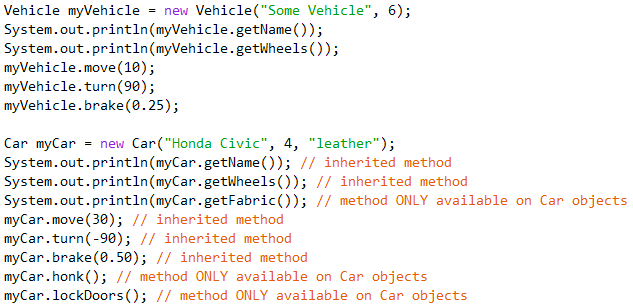 Vehicle myVehicle = new Vehicle("Some Vehicle", 6);
System.out.println(myVehicle.getName());
System.out.println(myVehicle.getWheels());
myVehicle.move(10);
myVehicle.turn(90);
myVehicle.brake(0.25);

Car myCar = new Car("Honda Civic", 4, "leather");
System.out.println(myCar.getName()); // inherited method
System.out.println(myCar.getWheels()); // inherited method
System.out.println(myCar.getFabric()); // method ONLY available on Car objects
myCar.move(30); // inherited method
myCar.turn(-90); // inherited method
myCar.brake(0.50); // inherited method
myCar.honk(); // method ONLY available on Car objects
myCar.lockDoors(); // method ONLY available on Car objects